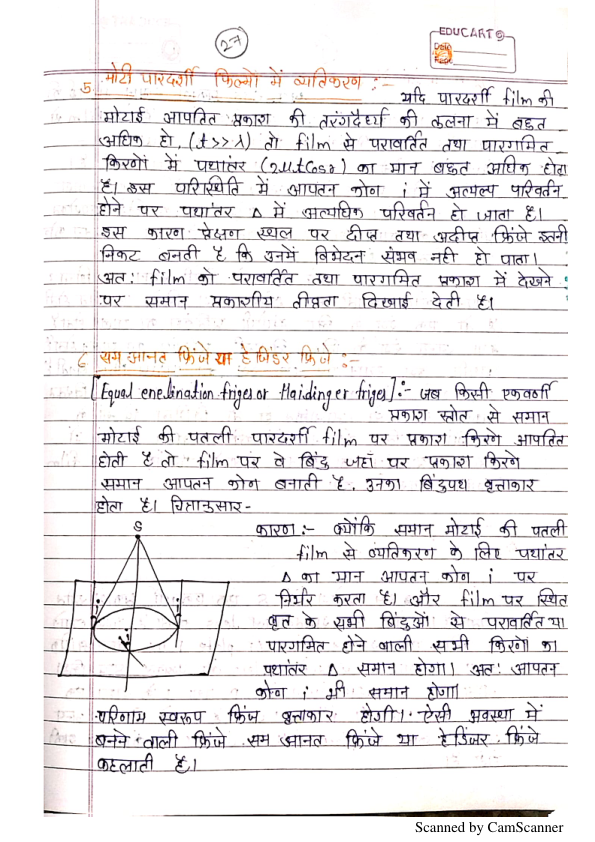 27
EDUCART
Date
Page
5 मोटी पारदर्शी फिल्मों में व्यतिकरण :-
यदि पारदर्शी film की
मोटाई आपतित प्रकाश की तरंगदैर्ध्य की तुलना में बहुत
अधिक हो, (t>>λ) तो film से परावर्तित तथा पारगमित
किरणों में पथांतर (2μtCosr) का मान बहुत अधिक होता
है। इस परिस्थिति में आपतन कोन i में अत्यल्प परिवर्तन
होने पर पथांतर Δ में अत्यधिक परिवर्तन हो जाता है।
इस कारण प्रेक्षण स्थल पर दीप्त तथा अदीप्त फ्रिंजे इतनी
निकट बनती है कि उनमें विभेदन संभव नही हो पाता।
अत: film को परावर्तित तथा पारगमित प्रकाश में देखने
पर समान प्रकाशीय तीव्रता दिखाई देती है।
6 सम आनत फ्रिंजे या हेडिंजर फ्रिंजे :-
[Equal eneclination friges or Haidinger friges] :- जब किसी एकवर्णी
प्रकाश स्रोत से समान
मोटाई की पतली पारदर्शी film पर प्रकाश किरणे आपतित
होती है तो film पर वे बिंदु जहाँ पर प्रकाश किरणे
समान आपतन कोन बनाती है, उनका बिंदुपथ वृत्ताकार
होता है। चित्रानुसार -
S
कारण :- क्योंकि समान मोटाई की पतली
film से व्यतिकरण के लिए पथांतर
Δ का मान आपतन कोन i पर
निर्भर करता है। और film पर स्थित
वृत के सभी बिंदुओं से परावर्तित या
पारगमित होने वाली सभी किरणों का
पथांतर Δ समान होगा। अत: आपतन
कोन i भी समान होगा।
परिणाम स्वरूप फ्रिंज वृत्ताकार होगी। ऐसी अवस्था में
बनने वाली फ्रिंजे सम आनत फ्रिंजे या हेडिंजर फ्रिंजे
कहलाती है।
Scanned by CamScanner